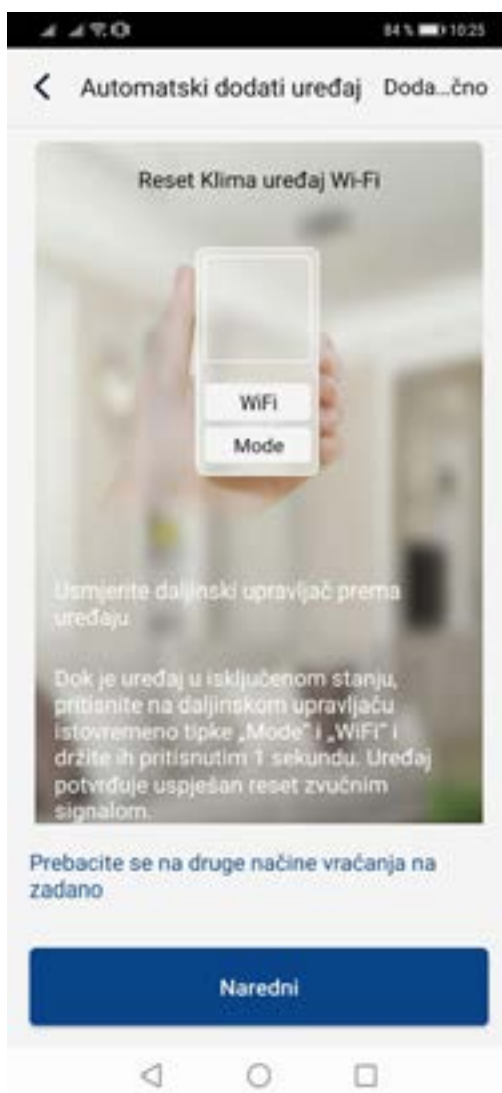 84 % 10:25
Automatski dodati uređaj Doda...čno
Reset Klima uređaj Wi-Fi
WiFi
Mode
Usmjerite daljinski upravljač prema
uređaju
Dok je uređaj u isključenom stanju,
pritisnite na daljinskom upravljaču
istovremeno tipke „Mode“ i „WiFi“ i
držite ih pritisnutim 1 sekundu. Uređaj
potvrđuje uspješan reset zvučnim
signalom.
Prebacite se na druge načine vraćanja na
zadano
Naredni